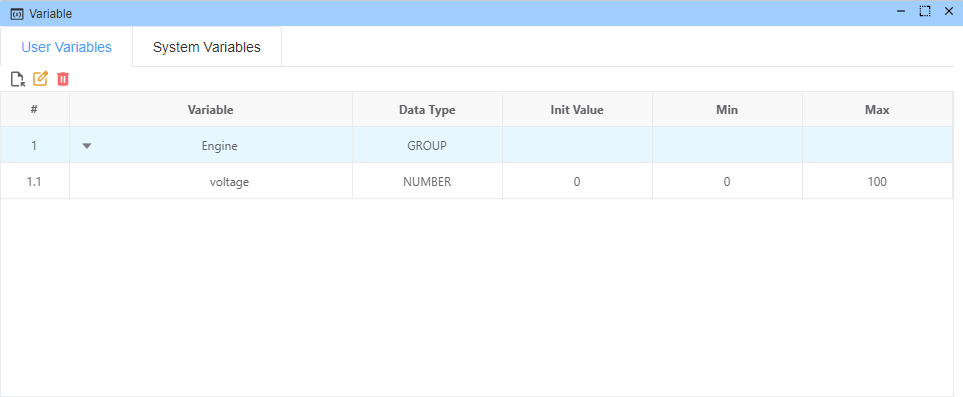 Variable
User Variables System Variables
# Variable Data Type Init Value Min Max
1 Engine GROUP
1.1 voltage NUMBER 0 0 100